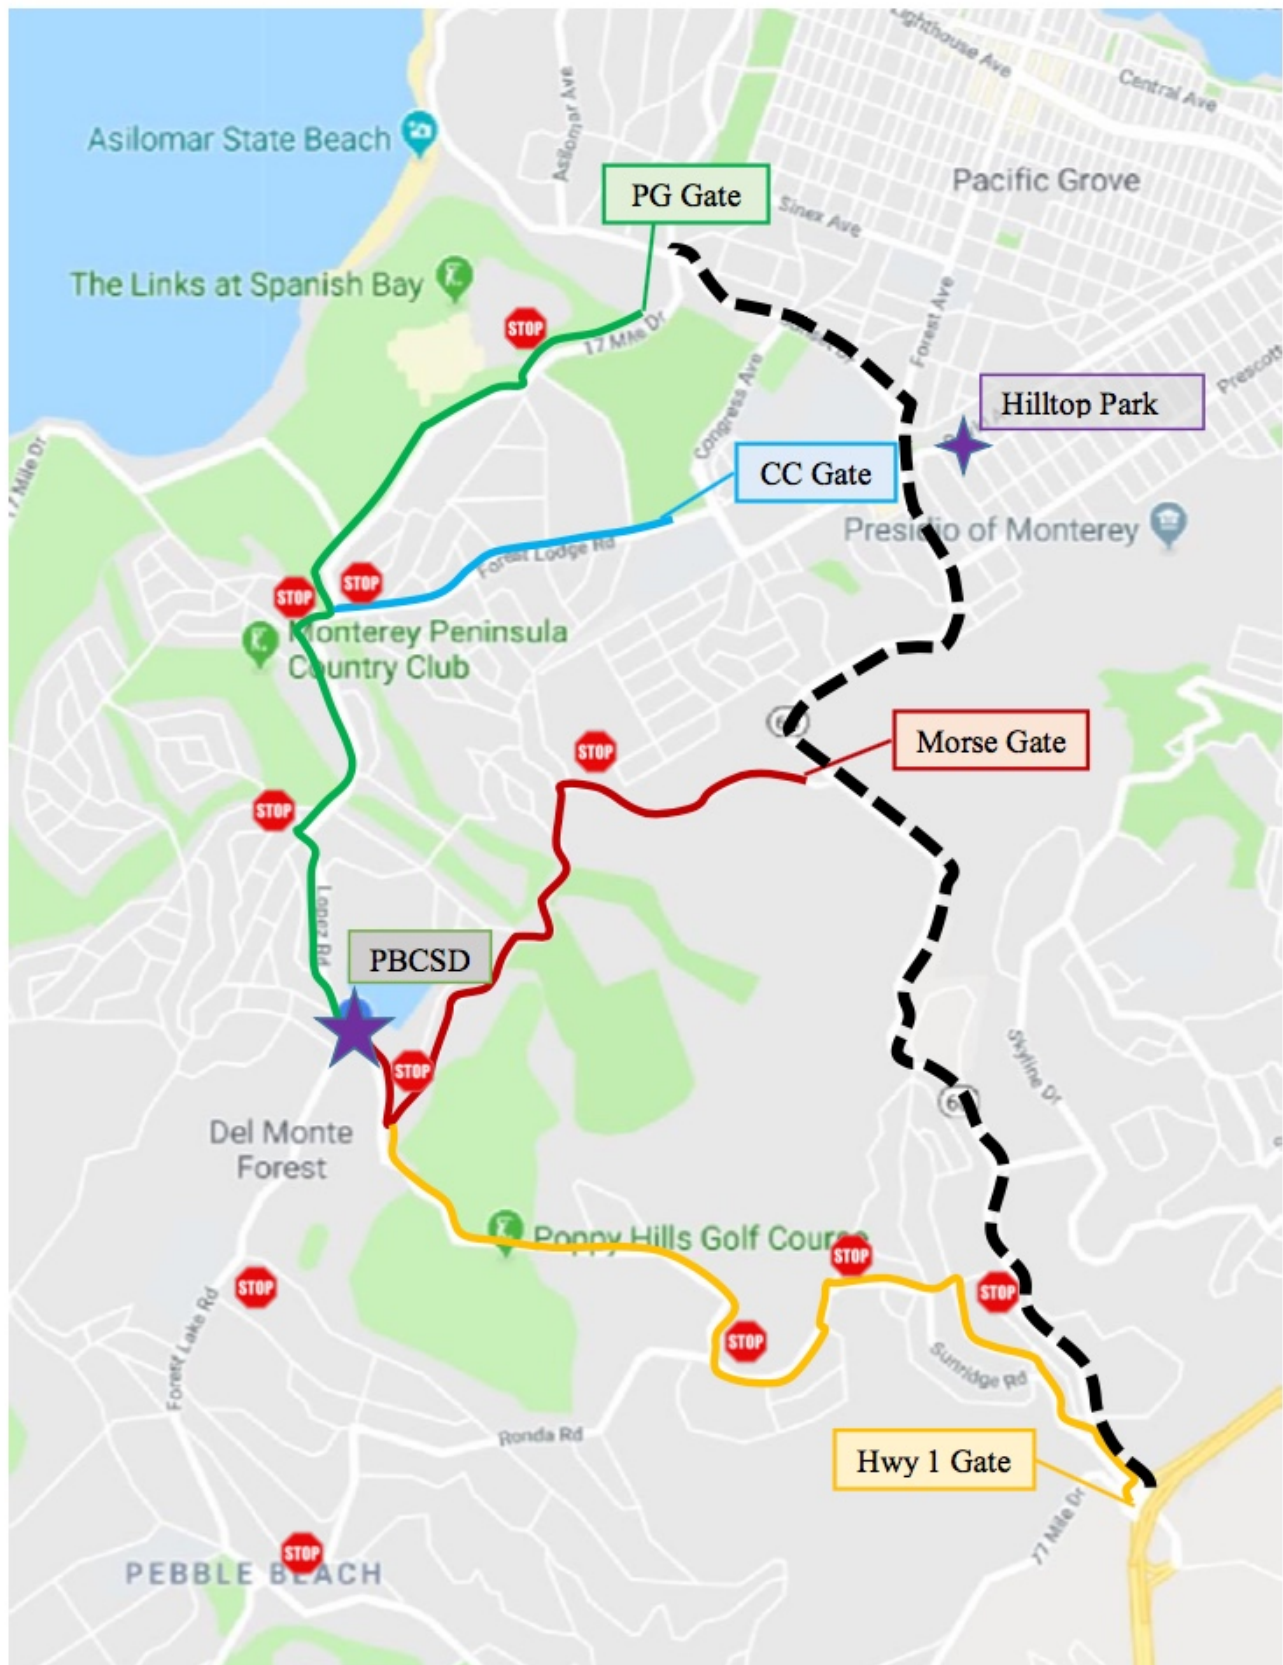 Lighthouse Ave
Central Ave
Asilomar State Beach
Asilomar Ave
Pacific Grove
PG Gate
Sinex Ave
The Links at Spanish Bay
Forest Ave
STOP
17 Mile Dr
Congress Ave
Prescott
Hilltop Park
17 Mile Dr
CC Gate
Presidio of Monterey
Forest Lodge Rd
STOP
STOP
Monterey Peninsula
Country Club
Morse Gate
STOP
STOP
Lopez Rd
PBCSD
Skyline Dr
STOP
Del Monte
Forest
Poppy Hills Golf Course
STOP
STOP
STOP
Forest Lake Rd
STOP
Sunridge Rd
Ronda Rd
Hwy 1 Gate
17 Mile Dr
STOP
PEBBLE BEACH